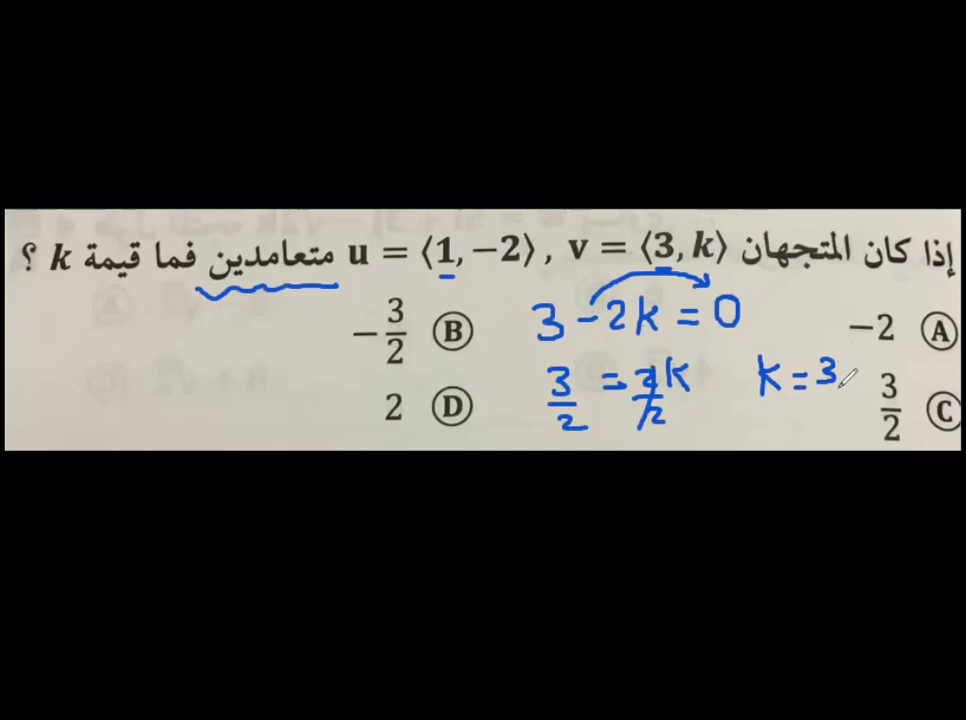 إذا كان المتجهان u = ⟨1, −2⟩ , v = ⟨3, k⟩ متعامدين فما قيمة k ؟
A −2
B −3/2
3 − 2k = 0
3/2 = 2k/2
k = 3
C 3/2
D 2